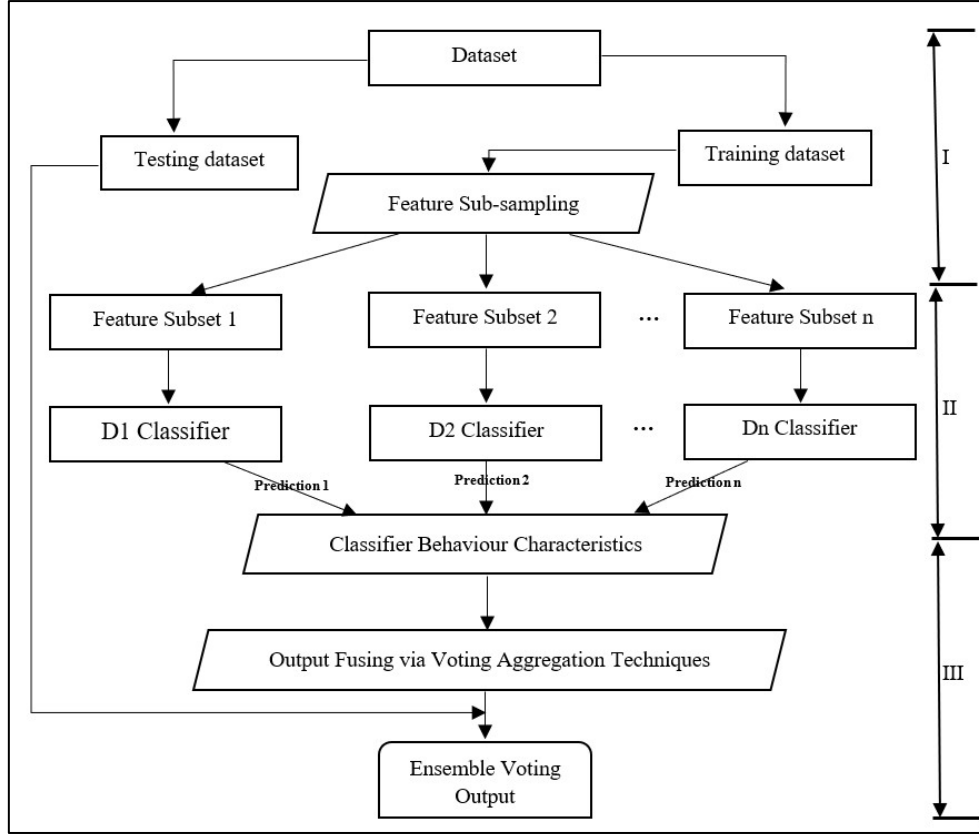 Dataset
Testing dataset
Training dataset
I
Feature Sub-sampling
Feature Subset 1
Feature Subset 2
...
Feature Subset n
II
D1 Classifier
D2 Classifier
...
Dn Classifier
Prediction 1
Prediction 2
Prediction n
Classifier Behaviour Characteristics
Output Fusing via Voting Aggregation Techniques
III
Ensemble Voting
Output